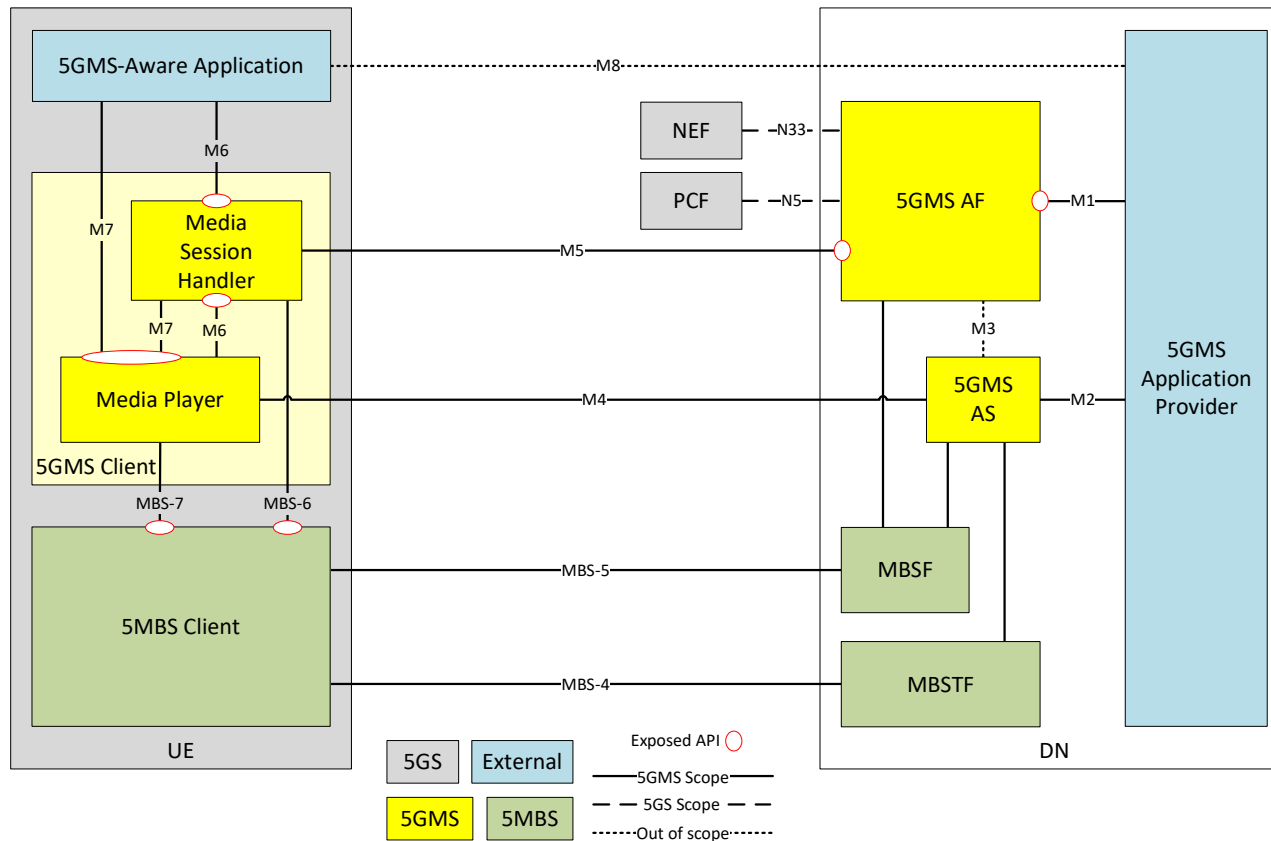 5GMS-Aware Application
M8
NEF
N33
M6
PCF
N5
5GMS AF
M1
M7
Media
Session
Handler
M5
M7
M6
M3
5GMS
Application
Provider
Media Player
M4
5GMS
AS
M2
5GMS Client
MBS-7
MBS-6
MBS-5
MBSF
5MBS Client
MBS-4
MBSTF
UE
DN
Exposed API
5GS
External
5GMS Scope
5GS Scope
5GMS
5MBS
Out of scope